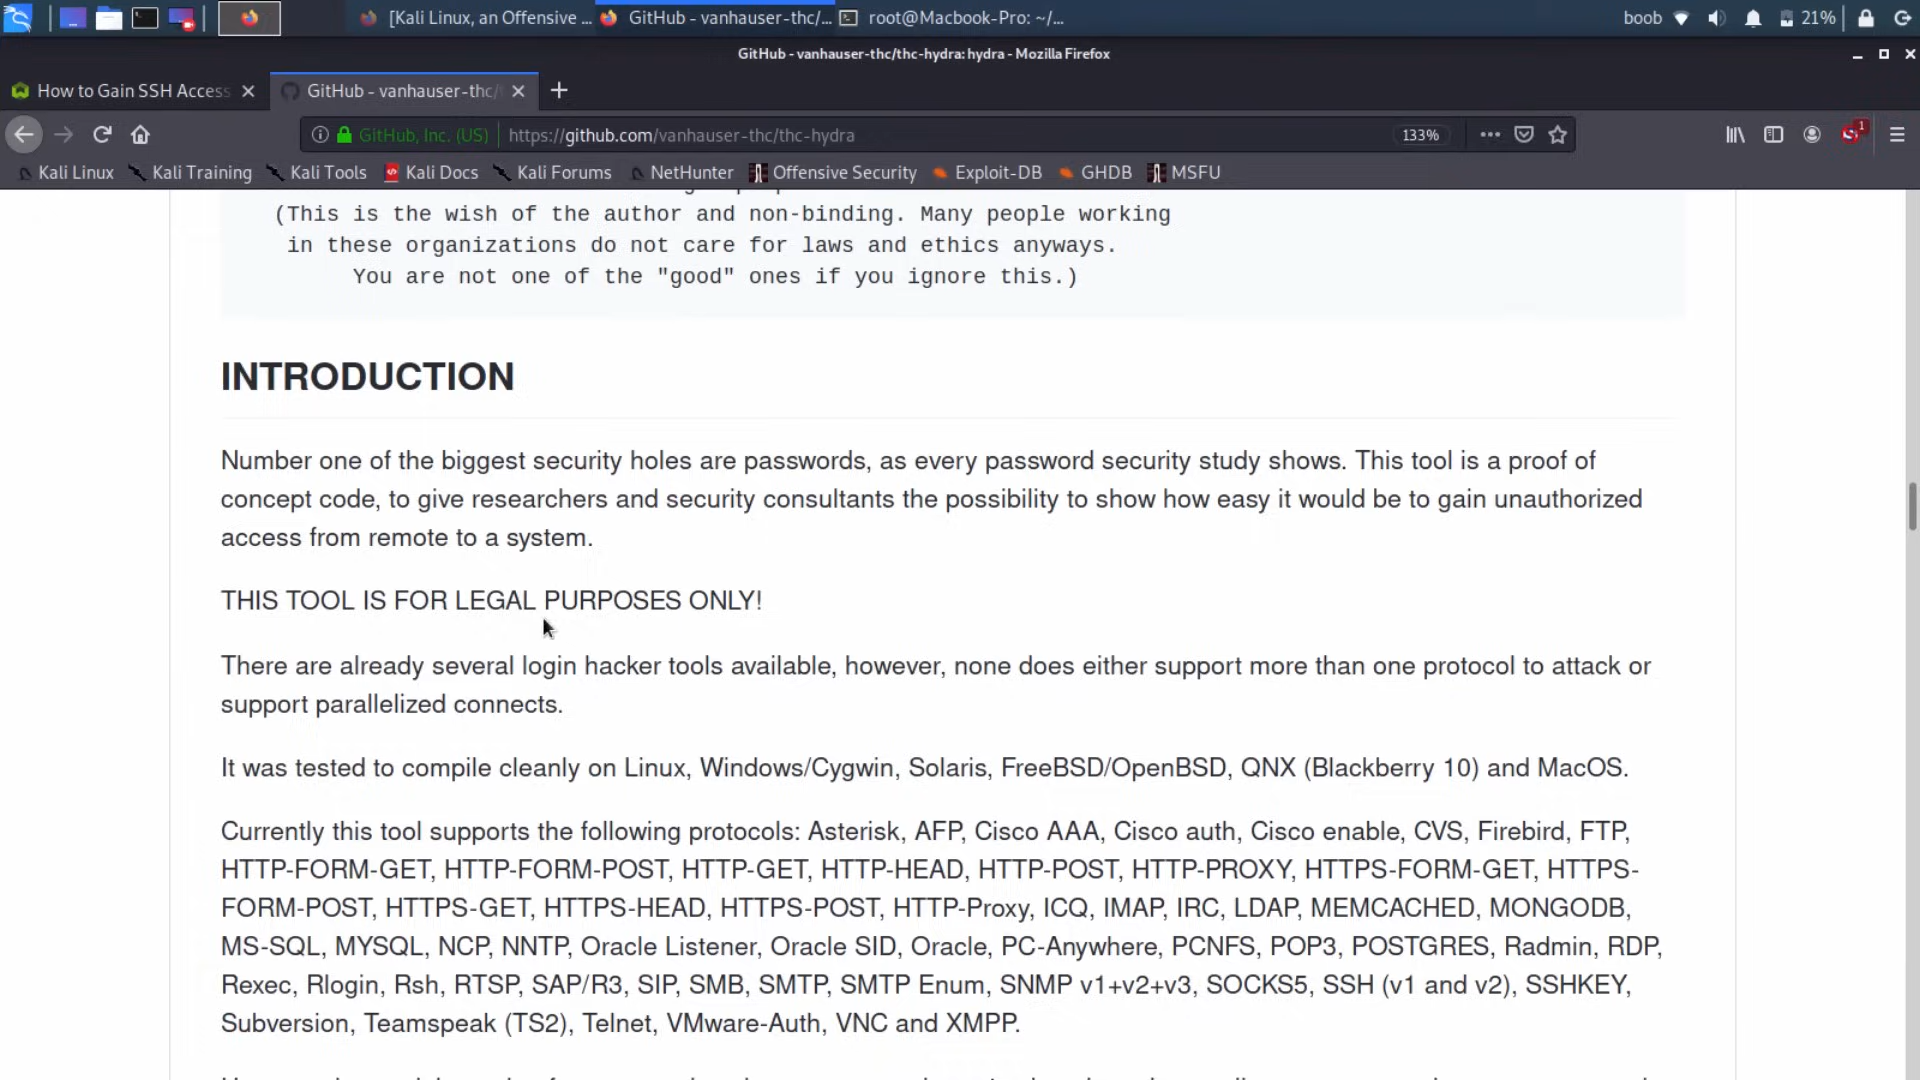 [Kali Linux, an Offensive ...
GitHub - vanhauser-thc/...
root@Macbook-Pro: ~/...
boob
21%
GitHub - vanhauser-thc/thc-hydra: hydra - Mozilla Firefox
How to Gain SSH Access
GitHub - vanhauser-thc/
GitHub, Inc. (US)
https://github.com/vanhauser-thc/thc-hydra
133%
1
Kali Linux
Kali Training
Kali Tools
Kali Docs
Kali Forums
NetHunter
Offensive Security
Exploit-DB
GHDB
MSFU
(This is the wish of the author and non-binding. Many people working
in these organizations do not care for laws and ethics anyways.
You are not one of the "good" ones if you ignore this.)
INTRODUCTION
Number one of the biggest security holes are passwords, as every password security study shows. This tool is a proof of
concept code, to give researchers and security consultants the possibility to show how easy it would be to gain unauthorized
access from remote to a system.
THIS TOOL IS FOR LEGAL PURPOSES ONLY!
There are already several login hacker tools available, however, none does either support more than one protocol to attack or
support parallelized connects.
It was tested to compile cleanly on Linux, Windows/Cygwin, Solaris, FreeBSD/OpenBSD, QNX (Blackberry 10) and MacOS.
Currently this tool supports the following protocols: Asterisk, AFP, Cisco AAA, Cisco auth, Cisco enable, CVS, Firebird, FTP,
HTTP-FORM-GET, HTTP-FORM-POST, HTTP-GET, HTTP-HEAD, HTTP-POST, HTTP-PROXY, HTTPS-FORM-GET, HTTPS-
FORM-POST, HTTPS-GET, HTTPS-HEAD, HTTPS-POST, HTTP-Proxy, ICQ, IMAP, IRC, LDAP, MEMCACHED, MONGODB,
MS-SQL, MYSQL, NCP, NNTP, Oracle Listener, Oracle SID, Oracle, PC-Anywhere, PCNFS, POP3, POSTGRES, Radmin, RDP,
Rexec, Rlogin, Rsh, RTSP, SAP/R3, SIP, SMB, SMTP, SMTP Enum, SNMP v1+v2+v3, SOCKS5, SSH (v1 and v2), SSHKEY,
Subversion, Teamspeak (TS2), Telnet, VMware-Auth, VNC and XMPP.